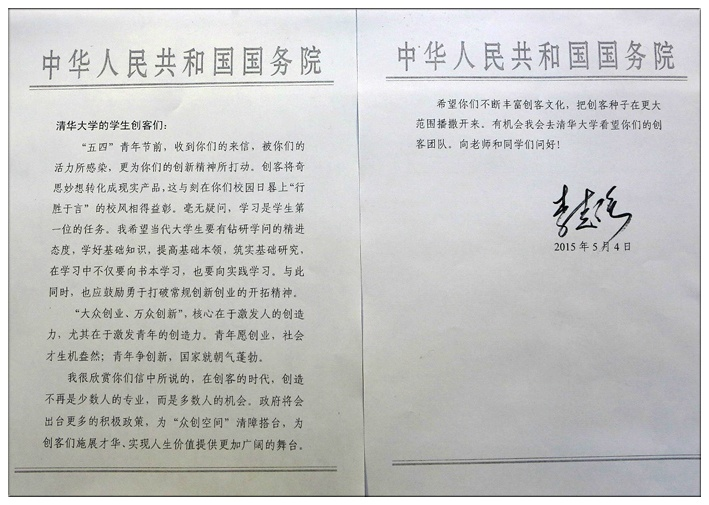 中华人民共和国国务院
清华大学的学生创客们：
“五四”青年节前，收到你们的来信，被你们的
活力所感染，更为你们的创新精神所打动。创客将奇
思妙想转化成现实产品，这与刻在你们校园日晷上“行
胜于言”的校风相得益彰。毫无疑问，学习是学生第
一位的任务。我希望当代大学生要有钻研学问的精进
态度，学好基础知识，提高基础本领，筑实基础研究，
在学习中不仅要向书本学习，也要向实践学习。与此
同时，也应鼓励勇于打破常规创新创业的开拓精神。
“大众创业、万众创新”，核心在于激发人的创造
力，尤其在于激发青年的创造力。青年愿创业，社会
才生机盎然；青年争创新，国家就朝气蓬勃。
我很欣赏你们信中所说的，在创客的时代，创造
不再是少数人的专业，而是多数人的机会。政府将会
出台更多的积极政策，为“众创空间”清障搭台，为
创客们施展才华、实现人生价值提供更加广阔的舞台。
中华人民共和国国务院
希望你们不断丰富创客文化，把创客种子在更大
范围播撒开来。有机会我会去清华大学看望你们的创
客团队。向老师和同学们问好！
李克强
2015年5月4日